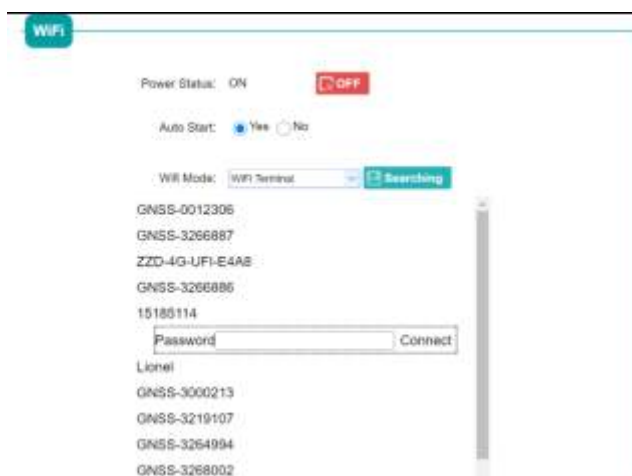 WiFi
Power Status: ON OFF
Auto Start: Yes No
Wifi Mode: WIFI Terminal Searching
GNSS-0012306
GNSS-3266887
ZZD-4G-UFI-E4A8
GNSS-3266886
15185114
Password Connect
Lionel
GNSS-3000213
GNSS-3219107
GNSS-3264994
GNSS-3268002